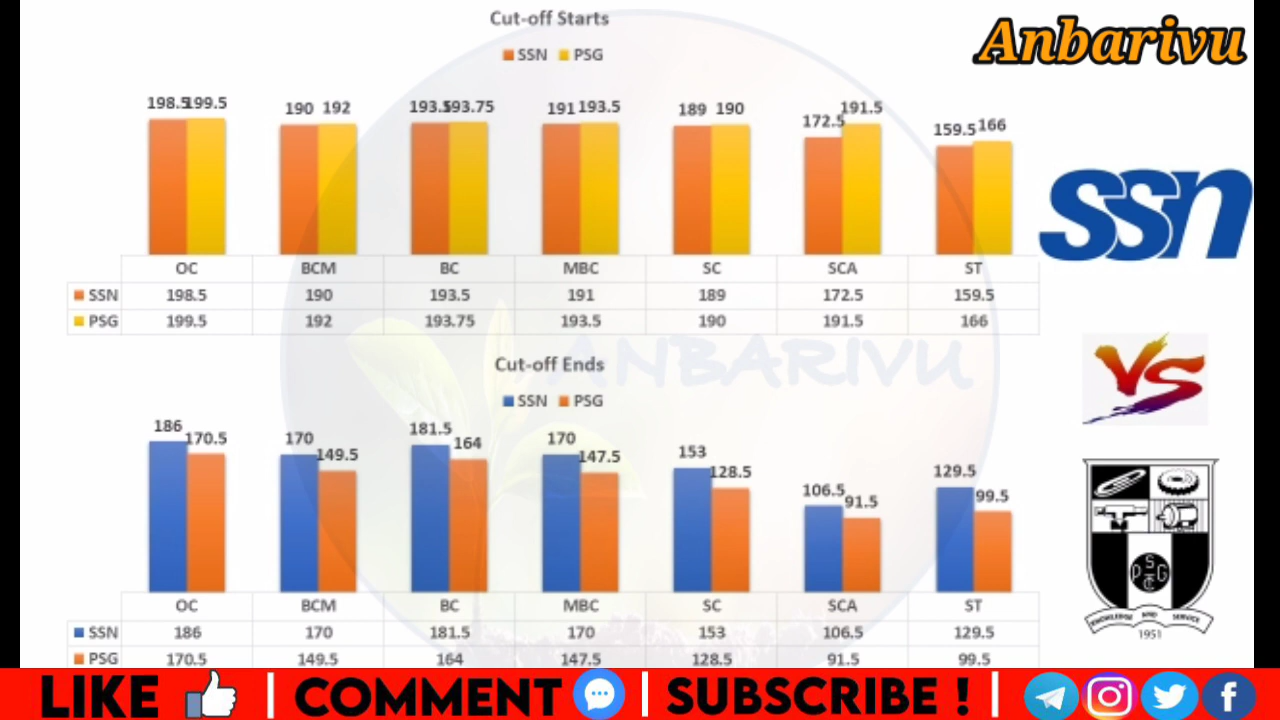 Cut-off Starts
SSN PSG
Anbarivu
198.5 199.5 190 192 193.5 193.75 191 193.5 189 190 172.5 191.5 159.5 166
OC BCM BC MBC SC SCA ST
SSN 198.5 190 193.5 191 189 172.5 159.5
PSG 199.5 192 193.75 193.5 190 191.5 166
ssn
VS
ANBARIVU
Cut-off Ends
SSN PSG
186 170.5 170 149.5 181.5 164 170 147.5 153 128.5 106.5 91.5 129.5 99.5
OC BCM BC MBC SC SCA ST
SSN 186 170 181.5 170 153 106.5 129.5
PSG 170.5 149.5 164 147.5 128.5 91.5 99.5
PSG
TC
KNOWLEDGE AND SERVICE
1951
LIKE | COMMENT | SUBSCRIBE ! |